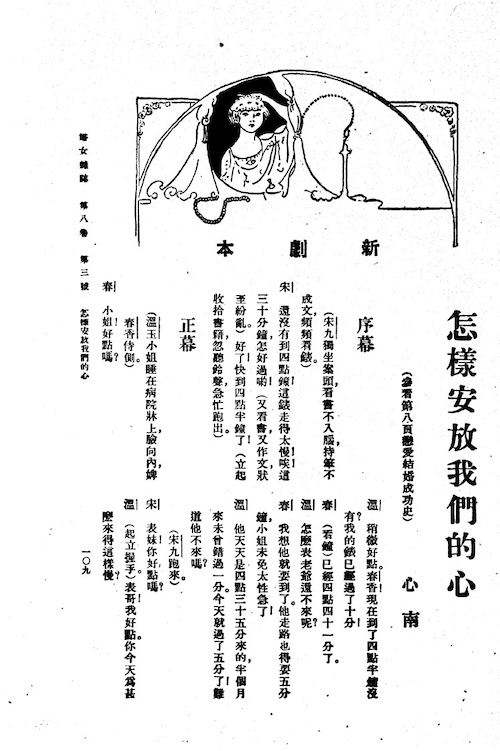 新劇本
怎樣安放我們的心
(參看第八頁戀愛結婚成功史)
心南
序幕
(宋九獨坐案頭看書不入腦持筆不
成文頻頻看錶)
宋 還沒有到四點鐘這錶走得太慢唉這
三十分鐘怎好過喲!(又看書又作文狀
至紛亂)好了!快到四點半鐘了!(立起
收拾書籍忽聽鈴聲急忙跑出。)
正幕
(溫玉小姐睡在病院牀上臉向內婢
春香侍側)
春 小姐好點嗎?
溫 稍微好點。春香!現在到了四點半鐘沒
有?我的錶已經過了十分!
春 (看鐘)已經四點四十一分了。
溫 怎麼表老爺還不來呢?
春 我想他就要到了。他走路也得要五分
鐘小姐未免太性急了!
溫 他天天是四點三十五分來的,半個月
來未曾錯過一分今天就過了五分了!難
道他不來嗎?
(宋九跑來)
宋 表妹!你好點嗎?
溫 (起立握手)表哥!我好點。你今天爲甚
麼來得這樣慢?
婦女雜誌 第八卷 第三號 怎樣安放我們的心
一〇九